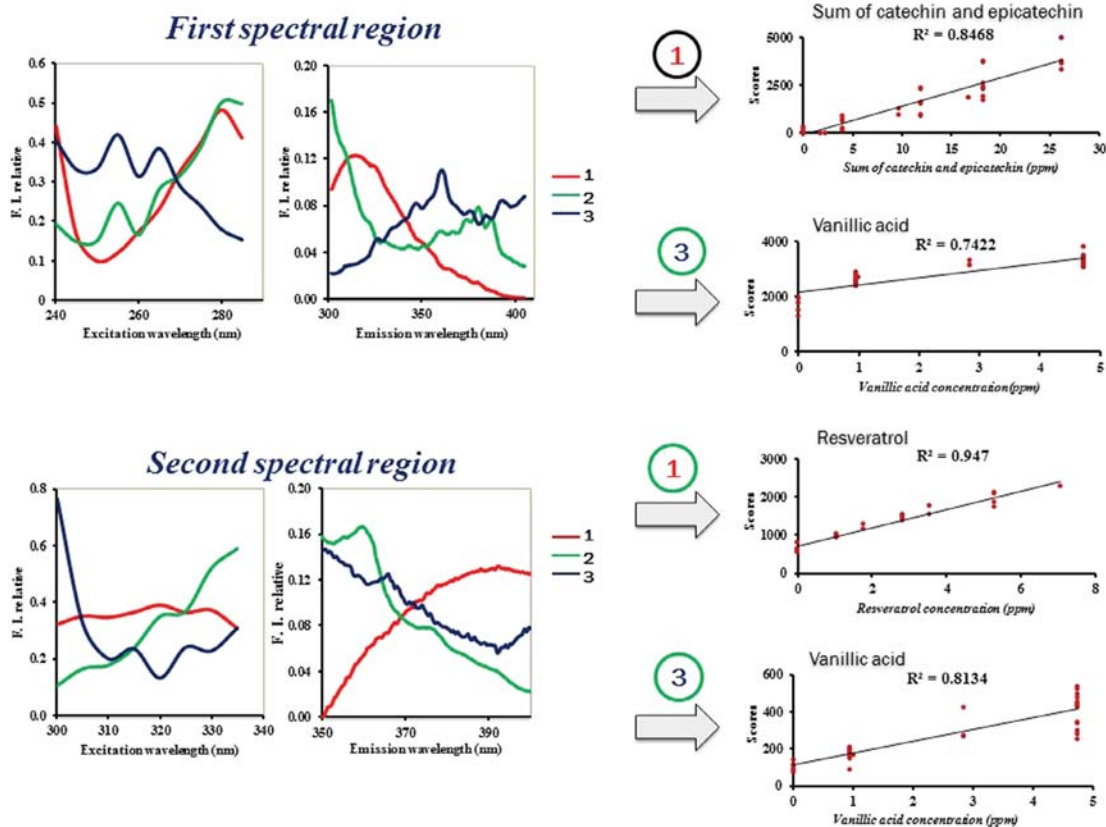 First spectral region
F. I. relative
0.6
0.5
0.4
0.3
0.2
0.1
0
240 260 280
Excitation wavelength (nm)
F. I. relative
0.20
0.16
0.12
0.08
0.04
0.00
300 350 400
Emission wavelength (nm)
1
2
3
1
Sum of catechin and epicatechin
R² = 0.8468
Scores
5000
2500
0
0 5 10 15 20 25 30
Sum of catechin and epicatechin (ppm)
3
Vanillic acid
R² = 0.7422
Scores
4000
2000
0
0 1 2 3 4 5
Vanillic acid concentration(ppm)
Second spectral region
F. I. relative
0.8
0.6
0.4
0.2
0.0
300 310 320 330 340
Excitation wavelength (nm)
F. I. relative
0.20
0.16
0.12
0.08
0.04
0.00
350 370 390
Emission wavelength (nm)
1
2
3
1
Resveratrol
R² = 0.947
Scores
3000
2000
1000
0
0 2 4 6 8
Resveratrol concentration (ppm)
3
Vanillic acid
R² = 0.8134
Scores
600
400
200
0
0 1 2 3 4 5
Vanillic acid concentration (ppm)